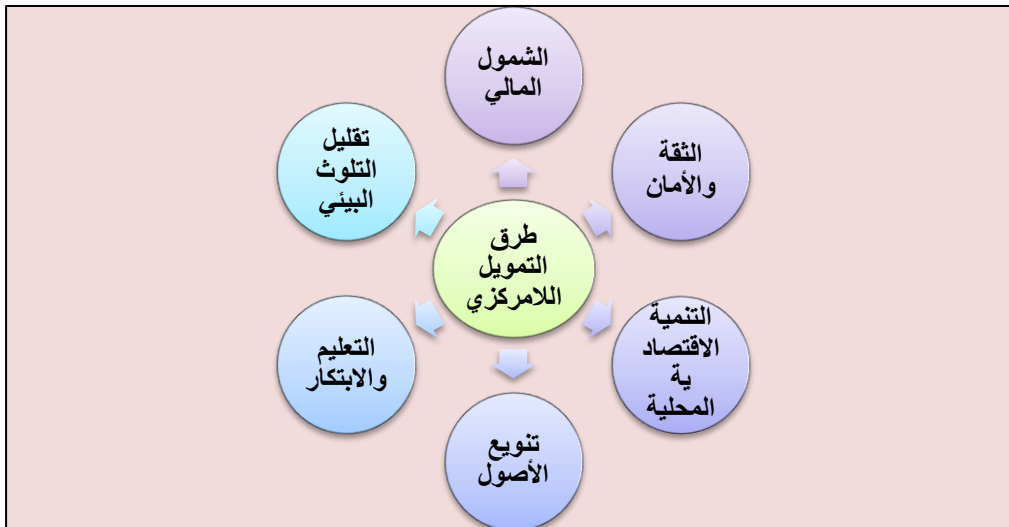 الشمول
المالي
الثقة
والأمان
التنمية
الاقتصاد
ية
المحلية
تنويع
الأصول
التعليم
والابتكار
تقليل
التلوث
البيئي
طرق
التمويل
اللامركزي